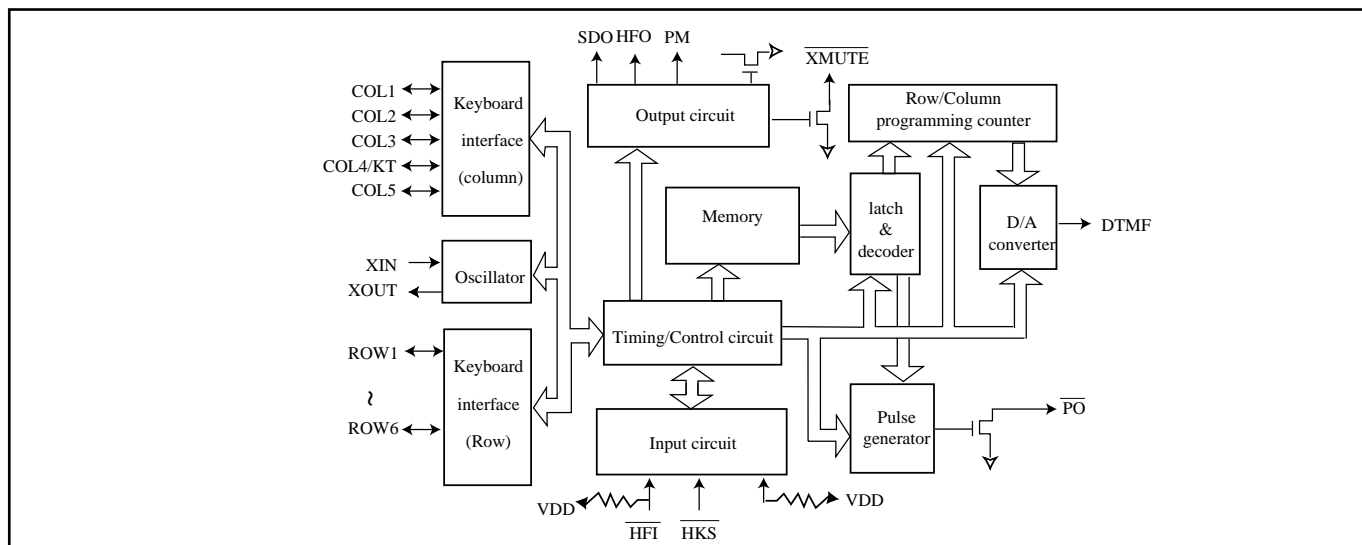 SDO HFO PM
XMUTE
COL1
COL2
COL3
COL4/KT
COL5
Keyboard
interface
(column)
Output circuit
Row/Column
programming counter
Memory
latch
&
decoder
D/A
converter
DTMF
XIN
XOUT
Oscillator
Timing/Control circuit
ROW1
~
ROW6
Keyboard
interface
(Row)
Input circuit
Pulse
generator
PO
VDD
VDD
HFI
HKS